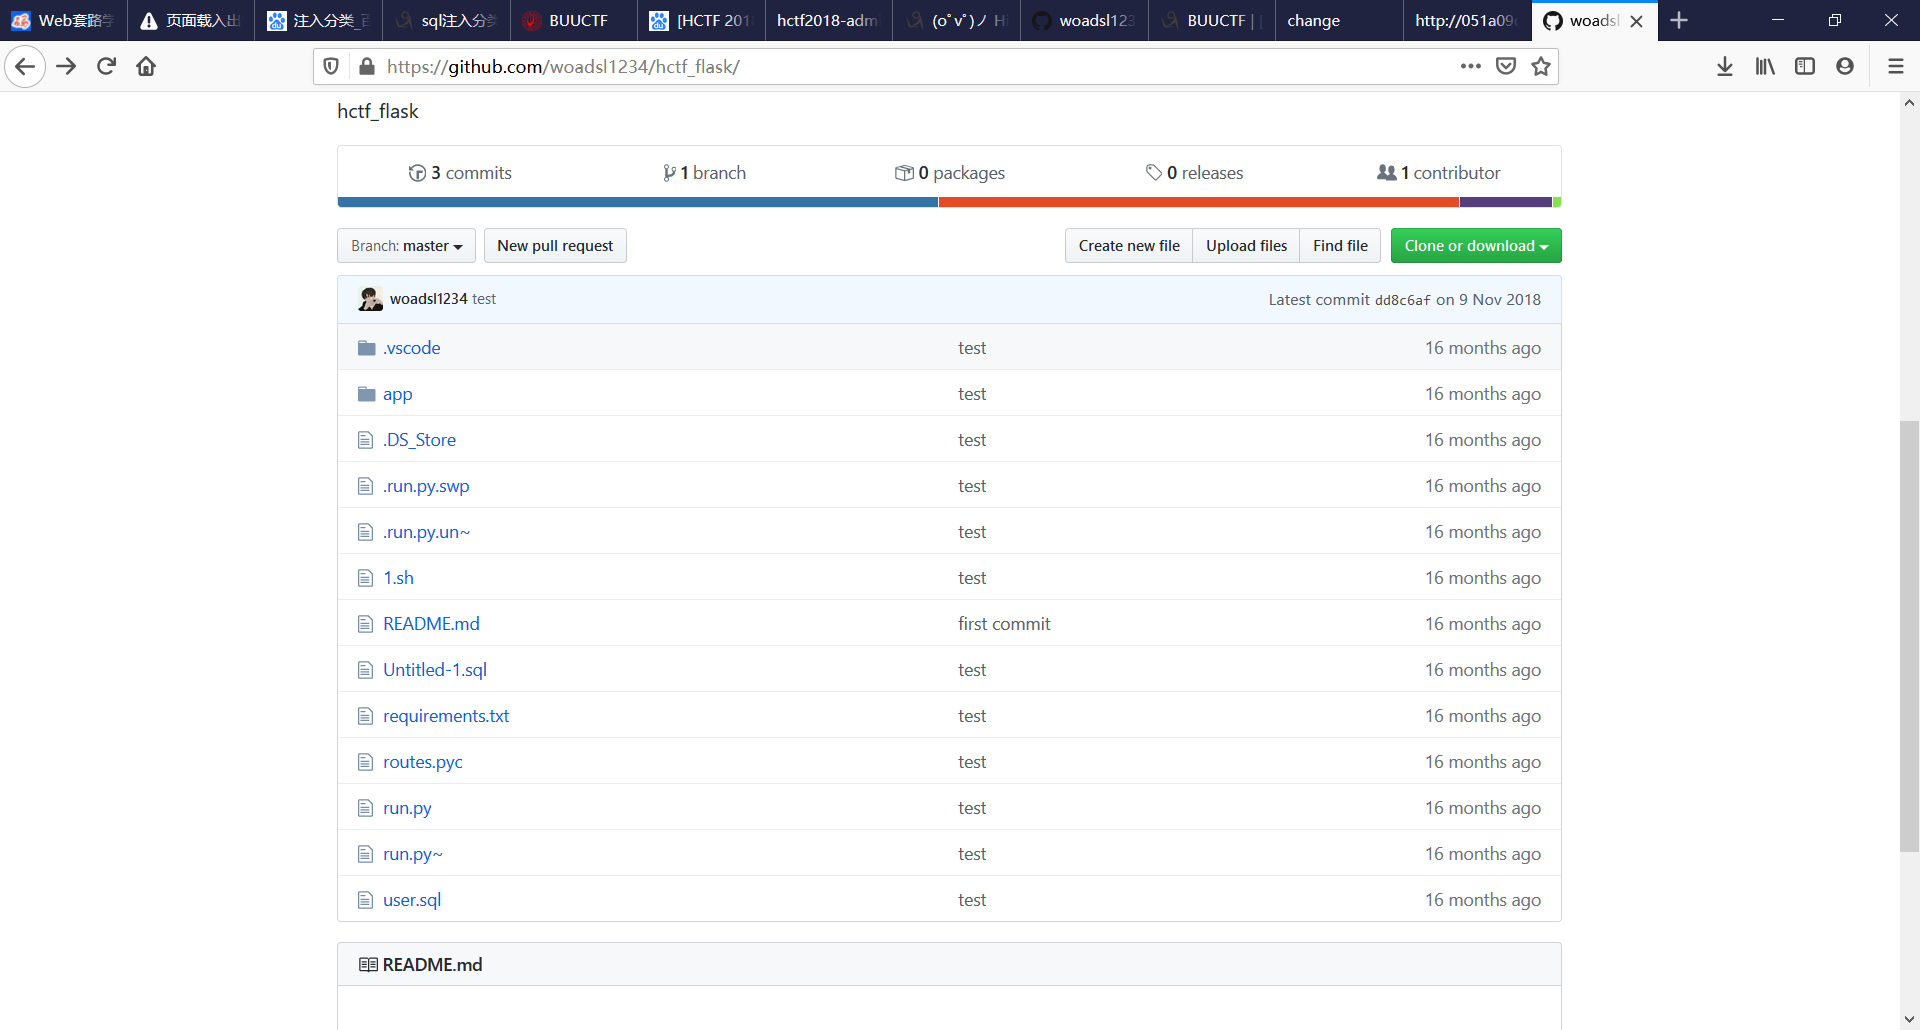 Web套路学
页面载入出
注入分类_百
sql注入分类
BUUCTF
[HCTF 201
hctf2018-adm
(o゚v゚)ノ H
woadsl123
BUUCTF | [
change
http://051a09c
woadsl
https://github.com/woadsl1234/hctf_flask/
hctf_flask
3 commits
1 branch
0 packages
0 releases
1 contributor
Branch: master
New pull request
Create new file
Upload files
Find file
Clone or download
woadsl1234 test
Latest commit dd8c6af on 9 Nov 2018
.vscode test 16 months ago
app test 16 months ago
.DS_Store test 16 months ago
.run.py.swp test 16 months ago
.run.py.un~ test 16 months ago
1.sh test 16 months ago
README.md first commit 16 months ago
Untitled-1.sql test 16 months ago
requirements.txt test 16 months ago
routes.pyc test 16 months ago
run.py test 16 months ago
run.py~ test 16 months ago
user.sql test 16 months ago
README.md